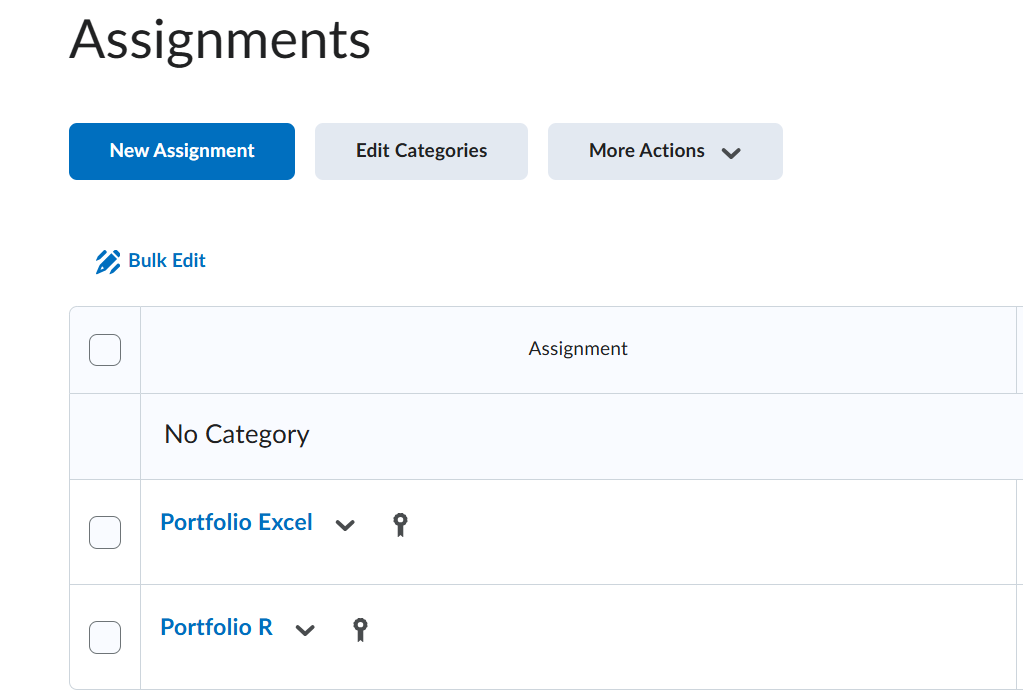 Assignments
New Assignment
Edit Categories
More Actions
Bulk Edit
Assignment
No Category
Portfolio Excel
Portfolio R